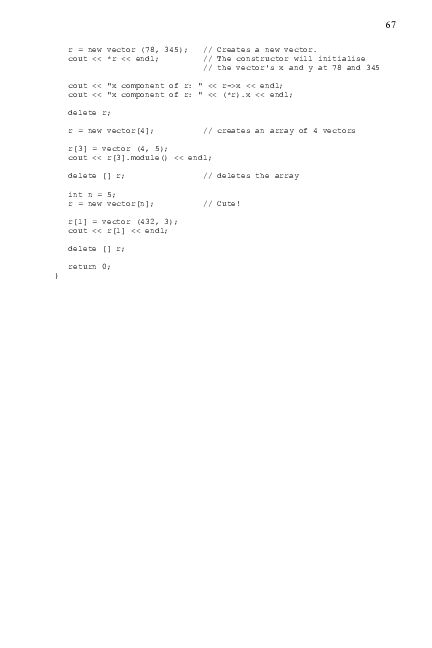 67
r = new vector (78, 345);   // Creates a new vector.
cout << *r << endl;         // The constructor will initialise
                            // the vector's x and y at 78 and 345
cout << "x component of r: " << r->x << endl;
cout << "x component of r: " << (*r).x << endl;
delete r;
r = new vector[4];          // creates an array of 4 vectors
r[3] = vector (4, 5);
cout << r[3].module() << endl;
delete [] r;                // deletes the array
int n = 5;
r = new vector[n];          // Cute!
r[1] = vector (432, 3);
cout << r[1] << endl;
delete [] r;
return 0;
}